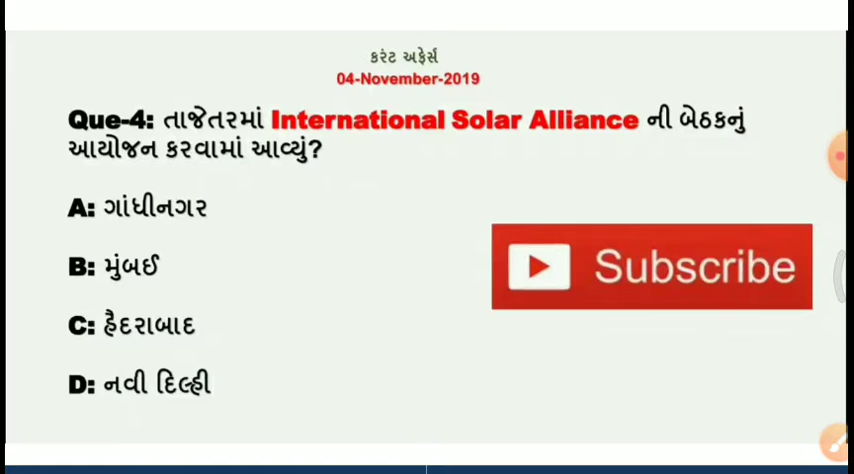 કરંટ અફેર્સ
04-November-2019
Que-4: તાજેતરમાં International Solar Alliance ની બેઠકનું
આયોજન કરવામાં આવ્યું?
A: ગાંધીનગર
B: મુંબઈ
Subscribe
C: હૈદરાબાદ
D: નવી દિલ્હી